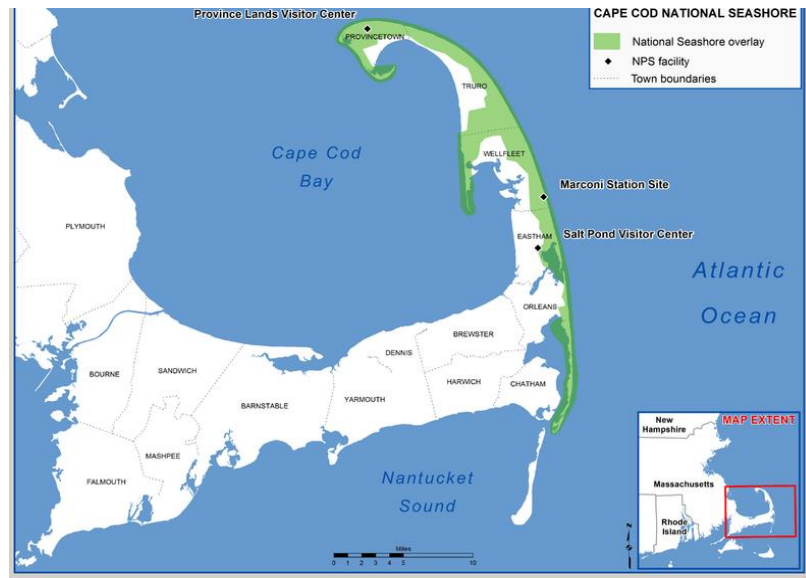 Province Lands Visitor Center
CAPE COD NATIONAL SEASHORE
National Seashore overlay
NPS facility
Town boundaries
PROVINCETOWN
TRURO
Cape Cod
Bay
WELLFLEET
Marconi Station Site
PLYMOUTH
EASTHAM
Salt Pond Visitor Center
Atlantic
Ocean
ORLEANS
BREWSTER
DENNIS
BOURNE
SANDWICH
HARWICH
CHATHAM
YARMOUTH
BARNSTABLE
MASHPEE
FALMOUTH
Nantucket
Sound
New
Hampshire
MAP EXTENT
Massachusetts
Rhode
Island
Miles
0 1 2 3 4 5 10